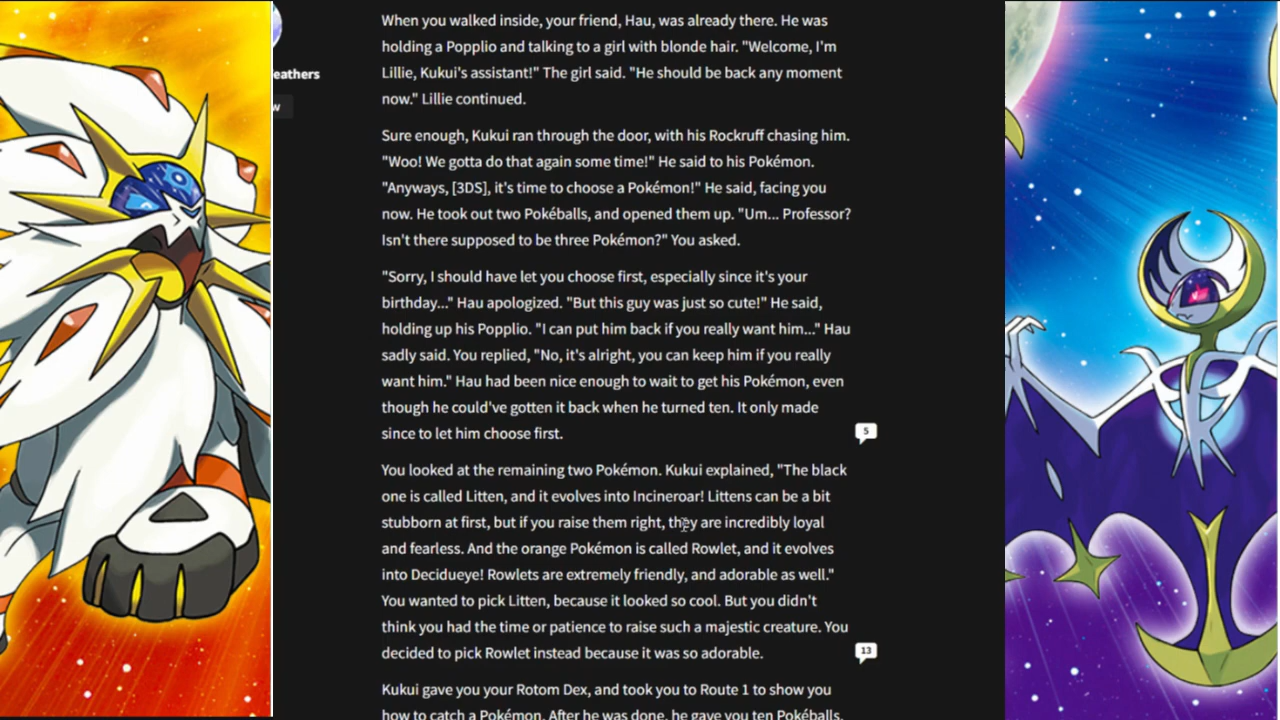 When you walked inside, your friend, Hau, was already there. He was
holding a Popplio and talking to a girl with blonde hair. "Welcome, I'm
Lillie, Kukui's assistant!" The girl said. "He should be back any moment
now." Lillie continued.
eathers
w
Sure enough, Kukui ran through the door, with his Rockruff chasing him.
"Woo! We gotta do that again some time!" He said to his Pokémon.
"Anyways, [3DS], it's time to choose a Pokémon!" He said, facing you
now. He took out two Pokéballs, and opened them up. "Um... Professor?
Isn't there supposed to be three Pokémon?" You asked.
"Sorry, I should have let you choose first, especially since it's your
birthday..." Hau apologized. "But this guy was just so cute!" He said,
holding up his Popplio. "I can put him back if you really want him..." Hau
sadly said. You replied, "No, it's alright, you can keep him if you really
want him." Hau had been nice enough to wait to get his Pokémon, even
though he could've gotten it back when he turned ten. It only made
since to let him choose first.
5
You looked at the remaining two Pokémon. Kukui explained, "The black
one is called Litten, and it evolves into Incineroar! Littens can be a bit
stubborn at first, but if you raise them right, they are incredibly loyal
and fearless. And the orange Pokémon is called Rowlet, and it evolves
into Decidueye! Rowlets are extremely friendly, and adorable as well."
You wanted to pick Litten, because it looked so cool. But you didn't
think you had the time or patience to raise such a majestic creature. You
decided to pick Rowlet instead because it was so adorable.
13
Kukui gave you your Rotom Dex, and took you to Route 1 to show you
how to catch a Pokémon. After he was done, he gave you ten Pokéballs,